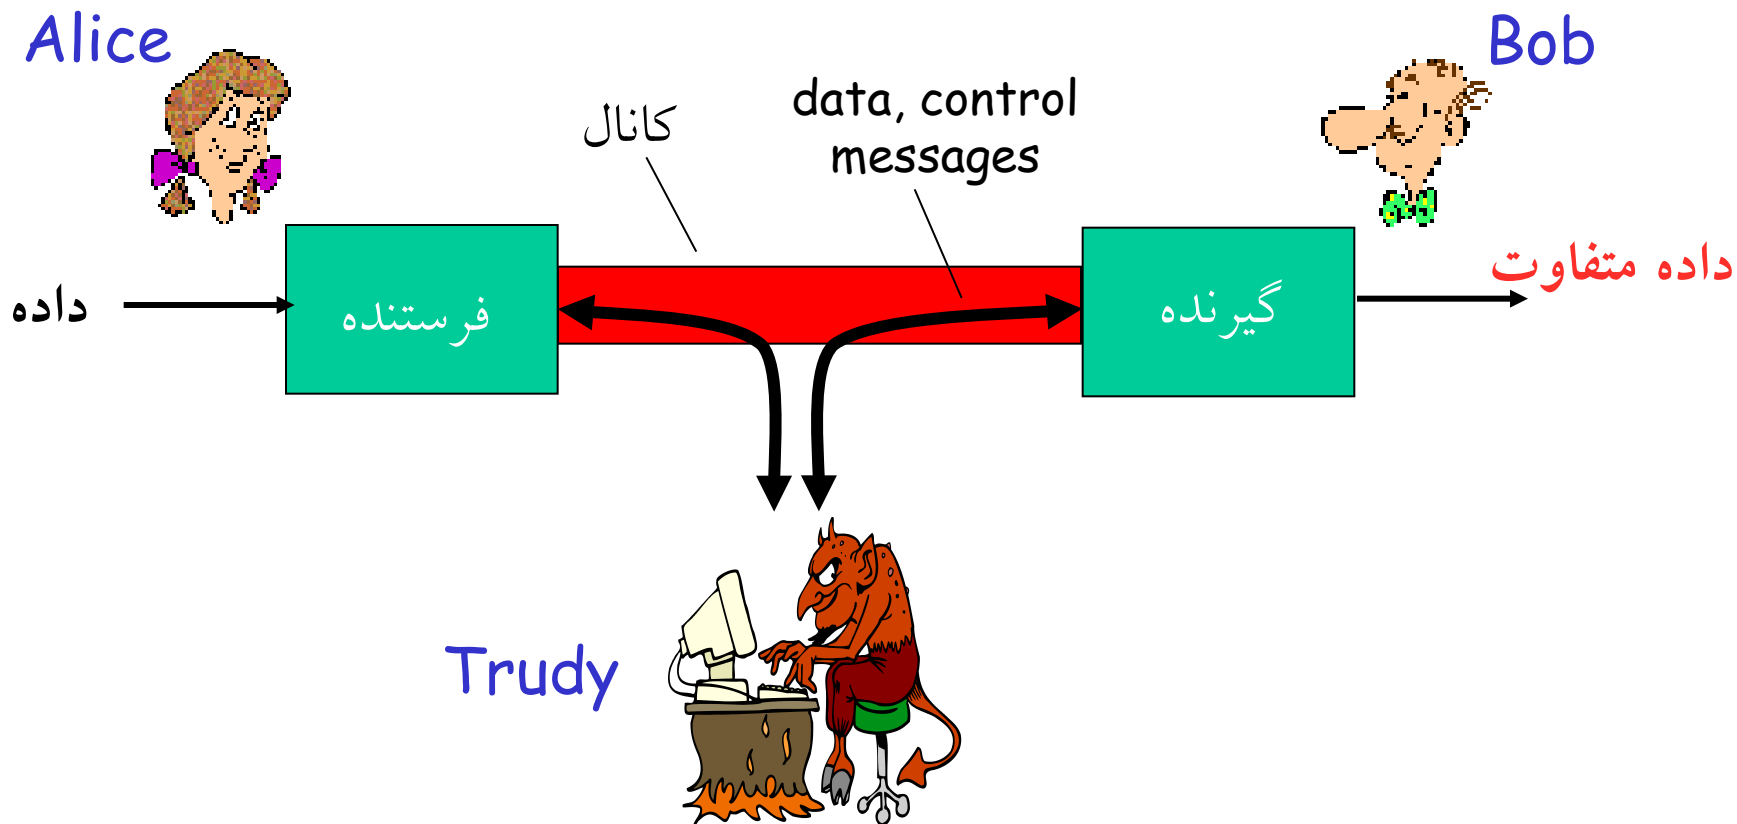 Alice
Bob
کانال
data, control
messages
داده
فرستنده
گیرنده
داده متفاوت
Trudy